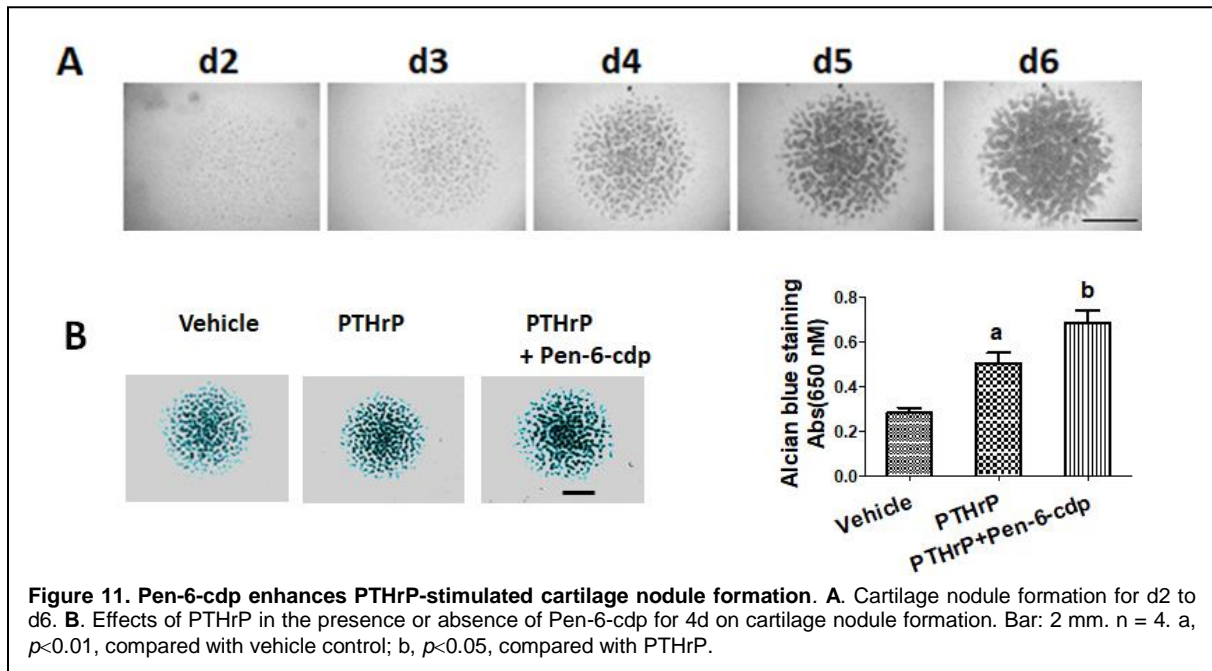 A
d2 d3 d4 d5 d6
B
Vehicle PTHrP PTHrP
+ Pen-6-cdp
Alcian blue staining
Abs(650 nM)
0.8
0.6
0.4
0.2
0.0
a
b
Vehicle
PTHrP
PTHrP+Pen-6-cdp
Figure 11. Pen-6-cdp enhances PTHrP-stimulated cartilage nodule formation. A. Cartilage nodule formation for d2 to
d6. B. Effects of PTHrP in the presence or absence of Pen-6-cdp for 4d on cartilage nodule formation. Bar: 2 mm. n = 4. a,
p<0.01, compared with vehicle control; b, p<0.05, compared with PTHrP.